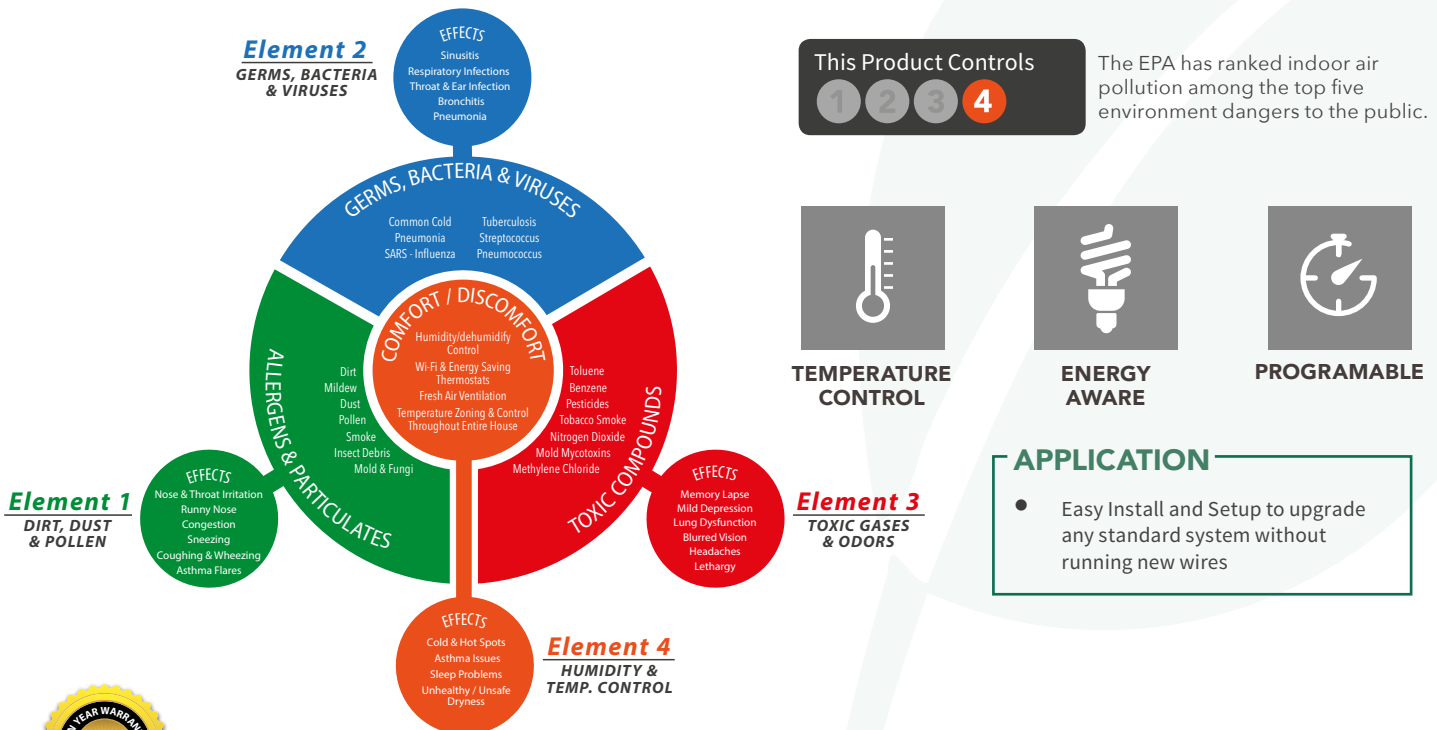 Element 2
GERMS, BACTERIA
& VIRUSES
EFFECTS
Sinusitis
Respiratory Infections
Throat & Ear Infection
Bronchitis
Pneumonia
GERMS, BACTERIA & VIRUSES
Common Cold
Pneumonia
SARS - Influenza
Tuberculosis
Streptococcus
Pneumococcus
COMFORT / DISCOMFORT
Humidity/dehumidify
Control
Wi-Fi & Energy Saving
Thermostats
Fresh Air Ventilation
Temperature Zoning & Control
Throughout Entire House
ALLERGENS & PARTICULATES
Dirt
Mildew
Dust
Pollen
Smoke
Insect Debris
Mold & Fungi
TOXIC COMPOUNDS
Toluene
Benzene
Pesticides
Tobacco Smoke
Nitrogen Dioxide
Mold Mycotoxins
Methylene Chloride
Element 1
DIRT, DUST
& POLLEN
EFFECTS
Nose & Throat Irritation
Runny Nose
Congestion
Sneezing
Coughing & Wheezing
Asthma Flares
EFFECTS
Memory Lapse
Mild Depression
Lung Dysfunction
Blurred Vision
Headaches
Lethargy
Element 3
TOXIC GASES
& ODORS
EFFECTS
Cold & Hot Spots
Asthma Issues
Sleep Problems
Unhealthy / Unsafe
Dryness
Element 4
HUMIDITY &
TEMP. CONTROL
YEAR
This Product Controls
1 2 3 4
The EPA has ranked indoor air
pollution among the top five
environment dangers to the public.
TEMPERATURE
CONTROL
ENERGY
AWARE
PROGRAMABLE
APPLICATION
• Easy Install and Setup to upgrade
any standard system without
running new wires